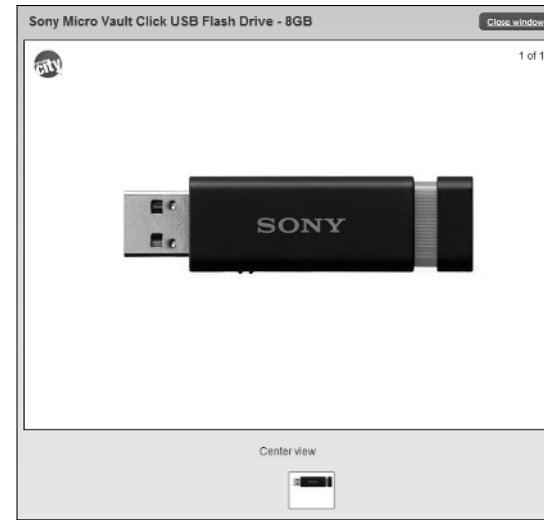 Sony Micro Vault Click USB Flash Drive - 8GB
Close window
city
1 of 1
SONY
Center view